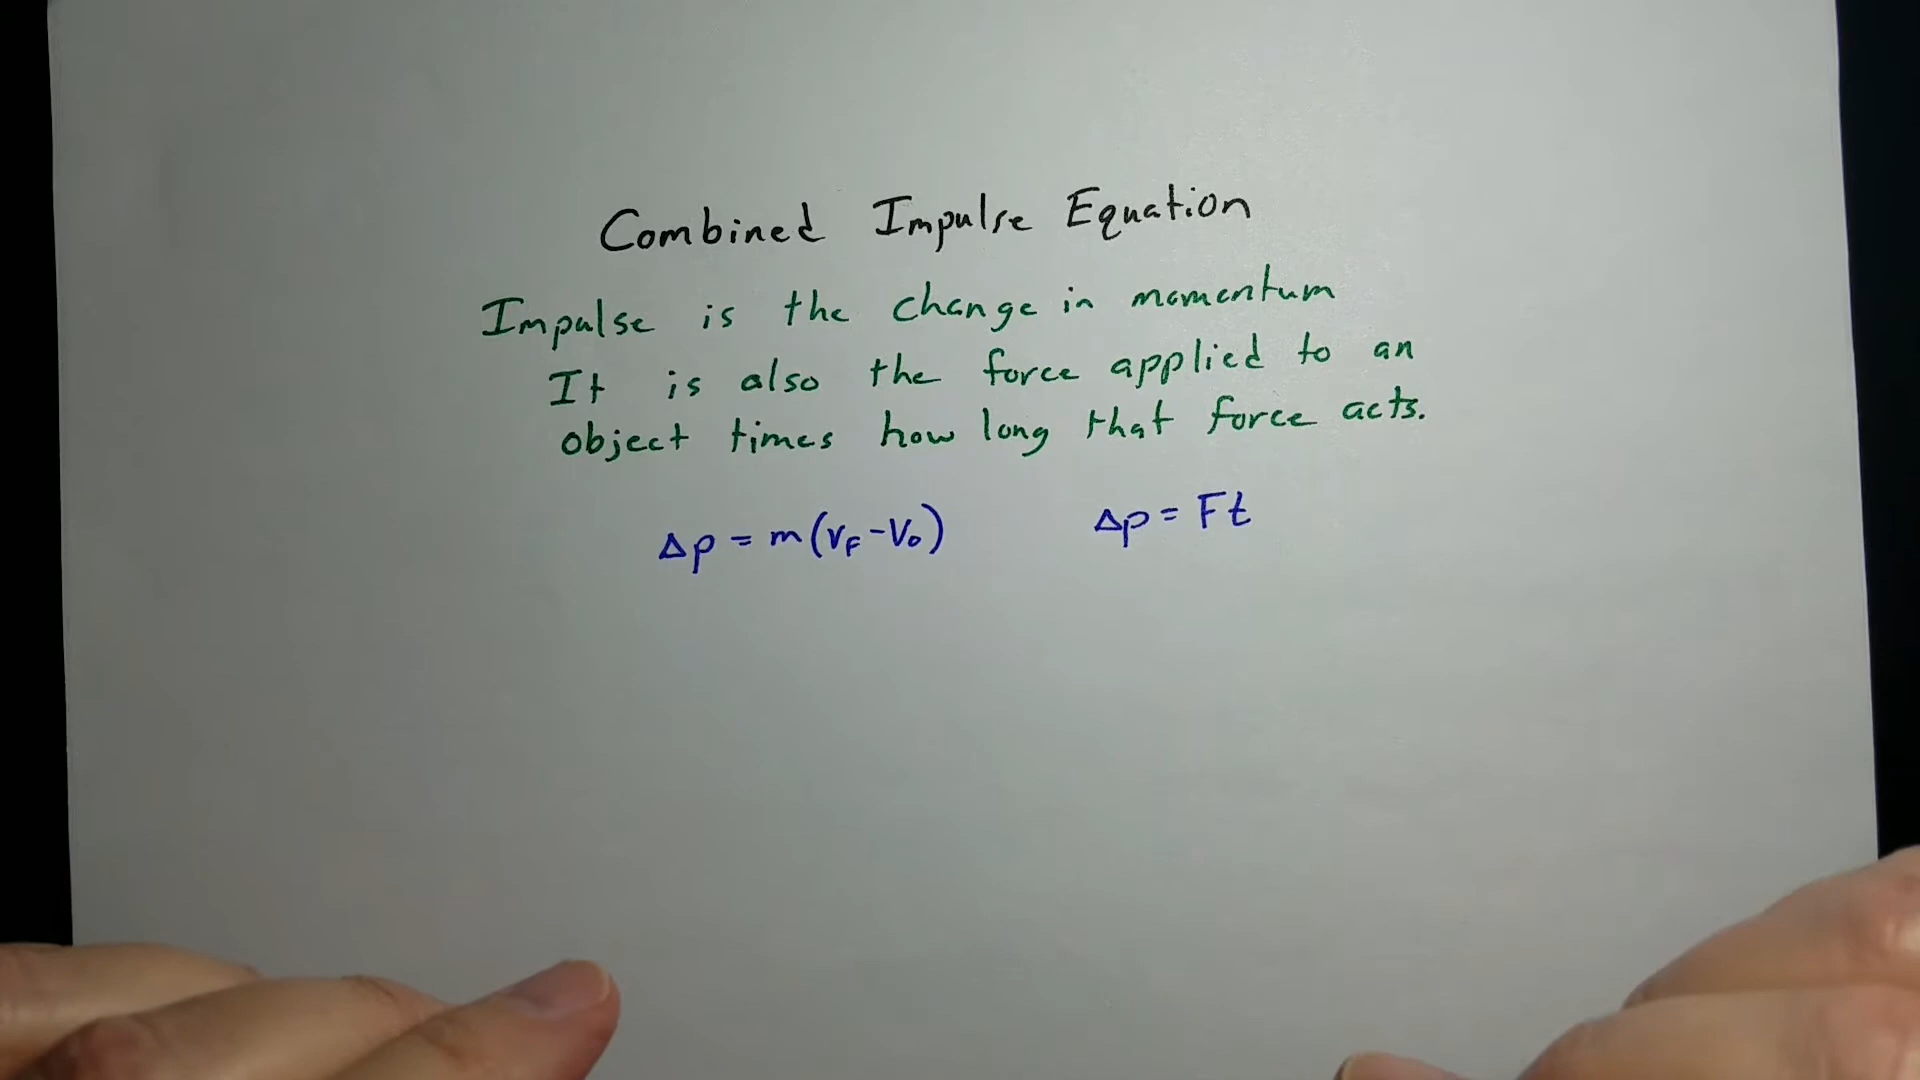 Combined Impulse Equation
Impulse is the change in momentum
It is also the force applied to an
object times how long that force acts.
Δp = m(vF-Vo) Δp = Ft